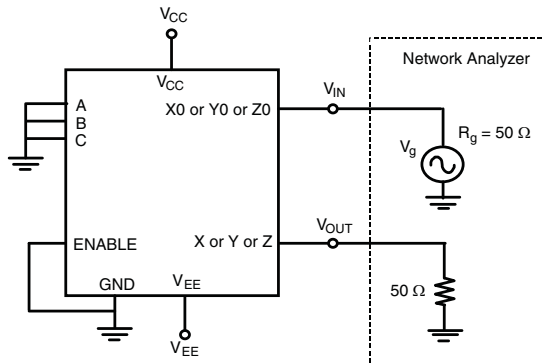 VCC
Network Analyzer
VCC
A
B
C
X0 or Y0 or Z0
VIN
Vg
Rg = 50 Ω
ENABLE
X or Y or Z
VOUT
GND
VEE
50 Ω
VEE